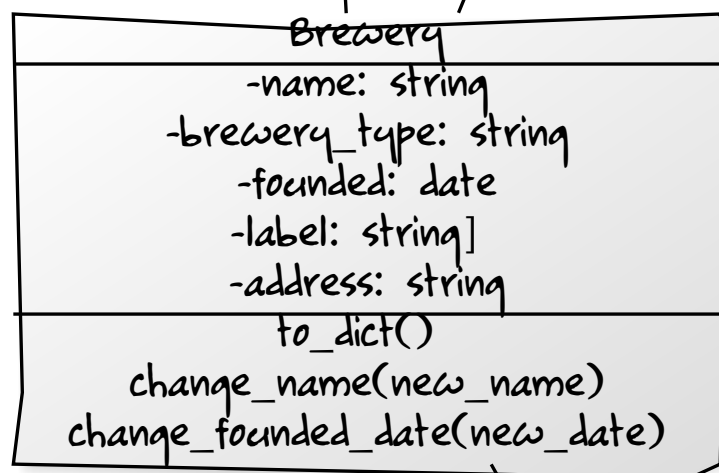 Brewery
-name: string
-brewery_type: string
-founded: date
-label: string]
-address: string
to_dict()
change_name(new_name)
change_founded_date(new_date)